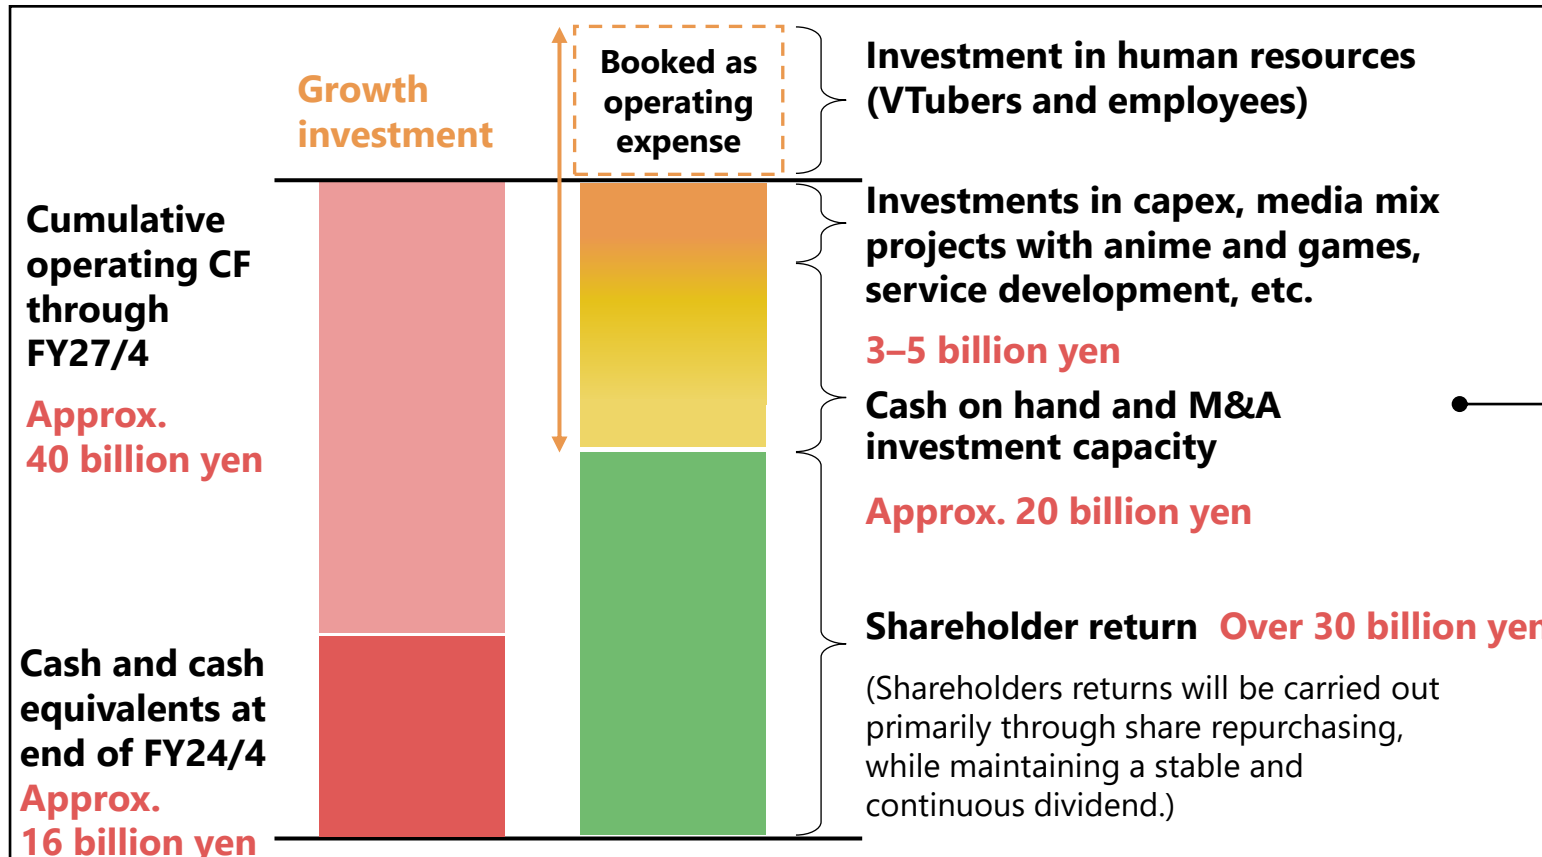 Growth
investment
Booked as
operating
expense
Investment in human resources
(VTubers and employees)
Cumulative
operating CF
through
FY27/4
Approx.
40 billion yen
Investments in capex, media mix
projects with anime and games,
service development, etc.
3–5 billion yen
Cash on hand and M&A
investment capacity
Approx. 20 billion yen
Cash and cash
equivalents at
end of FY24/4
Approx.
16 billion yen
Shareholder return Over 30 billion yen
(Shareholders returns will be carried out
primarily through share repurchasing,
while maintaining a stable and
continuous dividend.)